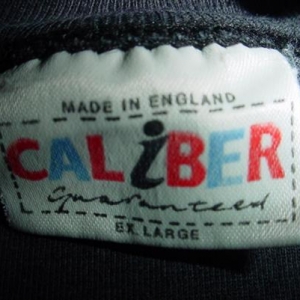 MADE IN ENGLAND
CALiBER
guaranteed
EX LARGE